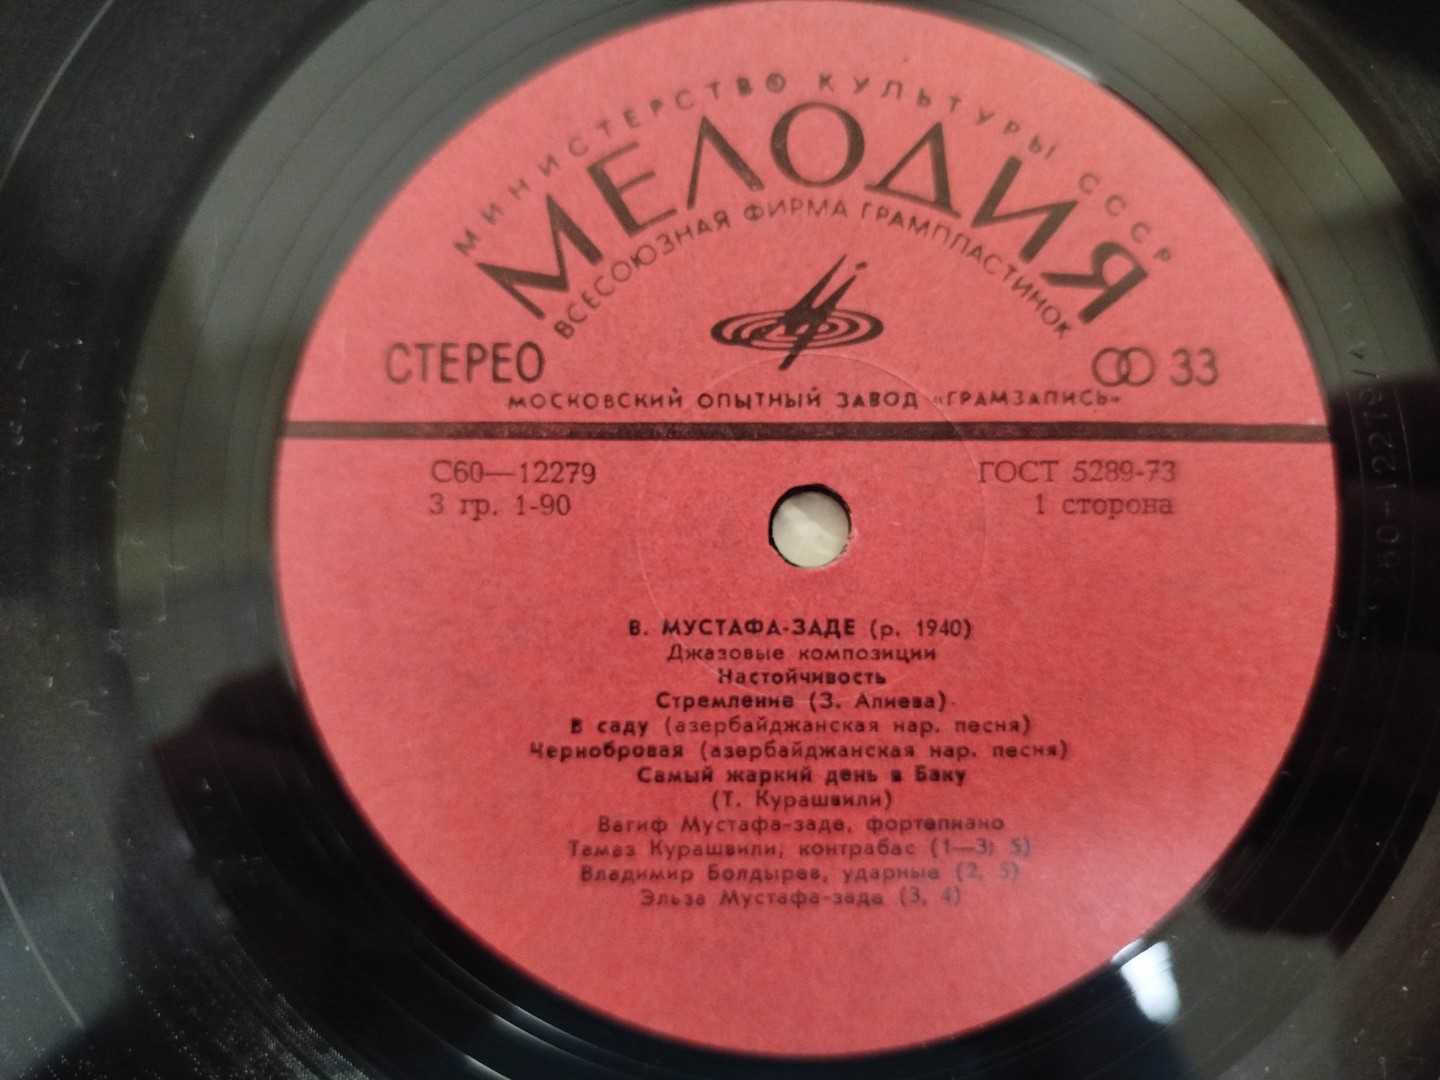 МИНИСТЕРСТВО КУЛЬТУРЫ СССР
МЕЛОДИЯ
ВСЕСОЮЗНАЯ ФИРМА ГРАМПЛАСТИНОК
СТЕРЕО
33
МОСКОВСКИЙ ОПЫТНЫЙ ЗАВОД «ГРАМЗАПИСЬ»
С60—12279
ГОСТ 5289-73
3 гр. 1-90
1 сторона
В. МУСТАФА-ЗАДЕ (р. 1940)
Джазовые композиции
Настойчивость
Стремление (З. Алиева)
В саду (азербайджанская нар. песня)
Чернобровая (азербайджанская нар. песня)
Самый жаркий день в Баку
(Т. Курашвили)
Вагиф Мустафа-заде, фортепиано
Тамаз Курашвили, контрабас (1—3; 5)
Владимир Болдырев, ударные (2, 5)
Эльза Мустафа-заде (3, 4)